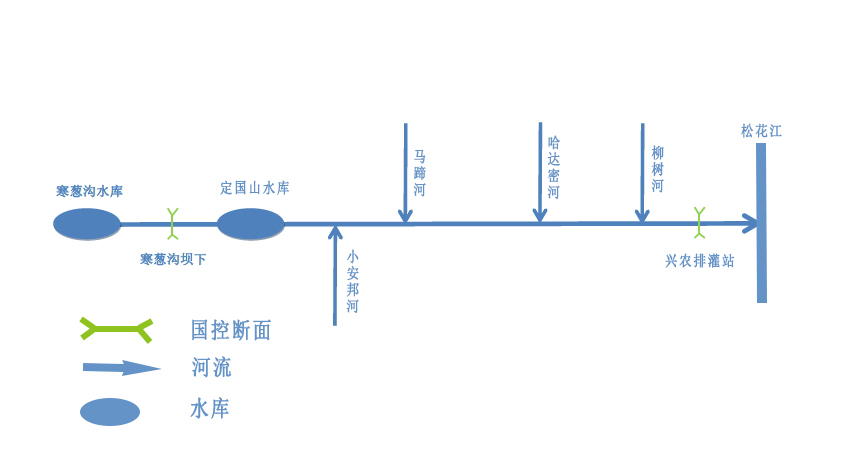 松花江
马蹄河
哈达密河
柳树河
寒葱沟水库
定国山水库
寒葱沟坝下
小安邦河
兴农排灌站
国控断面
河流
水库